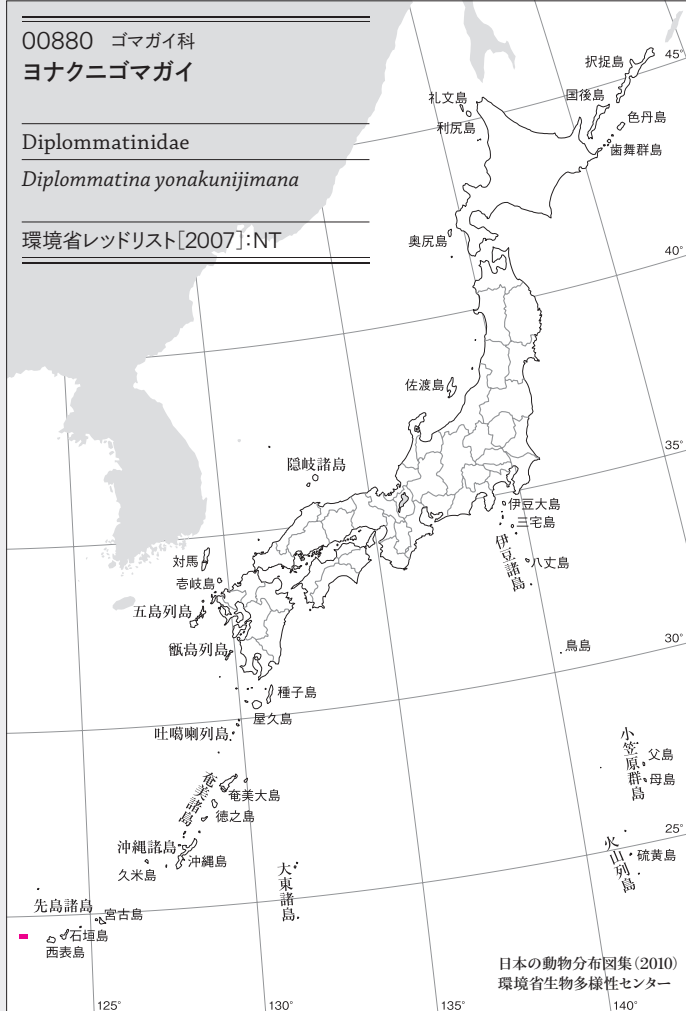 00880 ゴマガイ科
ヨナクニゴマガイ
Diplommatinidae
Diplommatina yonakunijimana
環境省レッドリスト[2007]:NT
択捉島
45°
国後島
礼文島
色丹島
利尻島
歯舞群島
奥尻島
40°
佐渡島
35°
隠岐諸島
伊豆大島
三宅島
伊豆諸島
八丈島
対馬
壱岐島
五島列島
甑島列島
鳥島
30°
種子島
屋久島
吐噶喇列島
小笠原群島
父島
母島
奄美諸島
奄美大島
徳之島
25°
沖縄諸島
沖縄島
久米島
火山列島
硫黄島
大東諸島
先島諸島
宮古島
石垣島
西表島
日本の動物分布図集(2010)
環境省生物多様性センター
125°
130°
135°
140°